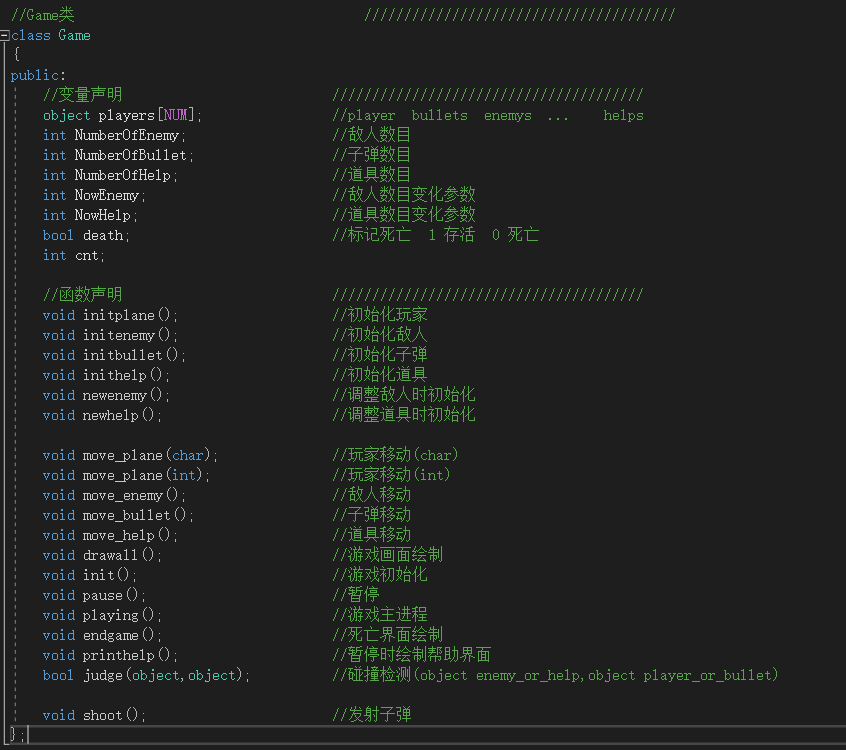 //Game类 ///////////////////////////////////////
class Game
{
public:
//变量声明 ///////////////////////////////////////
object players[NUM]; //player bullets enemys ... helps
int NumberOfEnemy; //敌人数目
int NumberOfBullet; //子弹数目
int NumberOfHelp; //道具数目
int NowEnemy; //敌人数目变化参数
int NowHelp; //道具数目变化参数
bool death; //标记死亡 1 存活 0 死亡
int cnt;
//函数声明 ///////////////////////////////////////
void initplane(); //初始化玩家
void initenemy(); //初始化敌人
void initbullet(); //初始化子弹
void inithelp(); //初始化道具
void newenemy(); //调整敌人时初始化
void newhelp(); //调整道具时初始化
void move_plane(char); //玩家移动(char)
void move_plane(int); //玩家移动(int)
void move_enemy(); //敌人移动
void move_bullet(); //子弹移动
void move_help(); //道具移动
void drawall(); //游戏画面绘制
void init(); //游戏初始化
void pause(); //暂停
void playing(); //游戏主进程
void endgame(); //死亡界面绘制
void printhelp(); //暂停时绘制帮助界面
bool judge(object,object); //碰撞检测(object enemy_or_help,object player_or_bullet)
void shoot(); //发射子弹
};